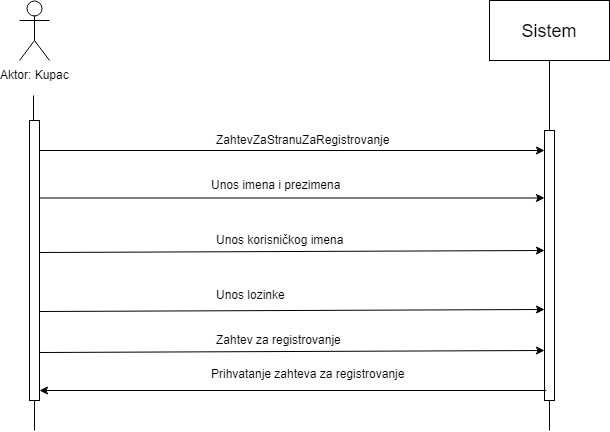 Sistem
Aktor: Kupac
ZahtevZaStranuZaRegistrovanje
Unos imena i prezimena
Unos korisničkog imena
Unos lozinke
Zahtev za registrovanje
Prihvatanje zahteva za registrovanje